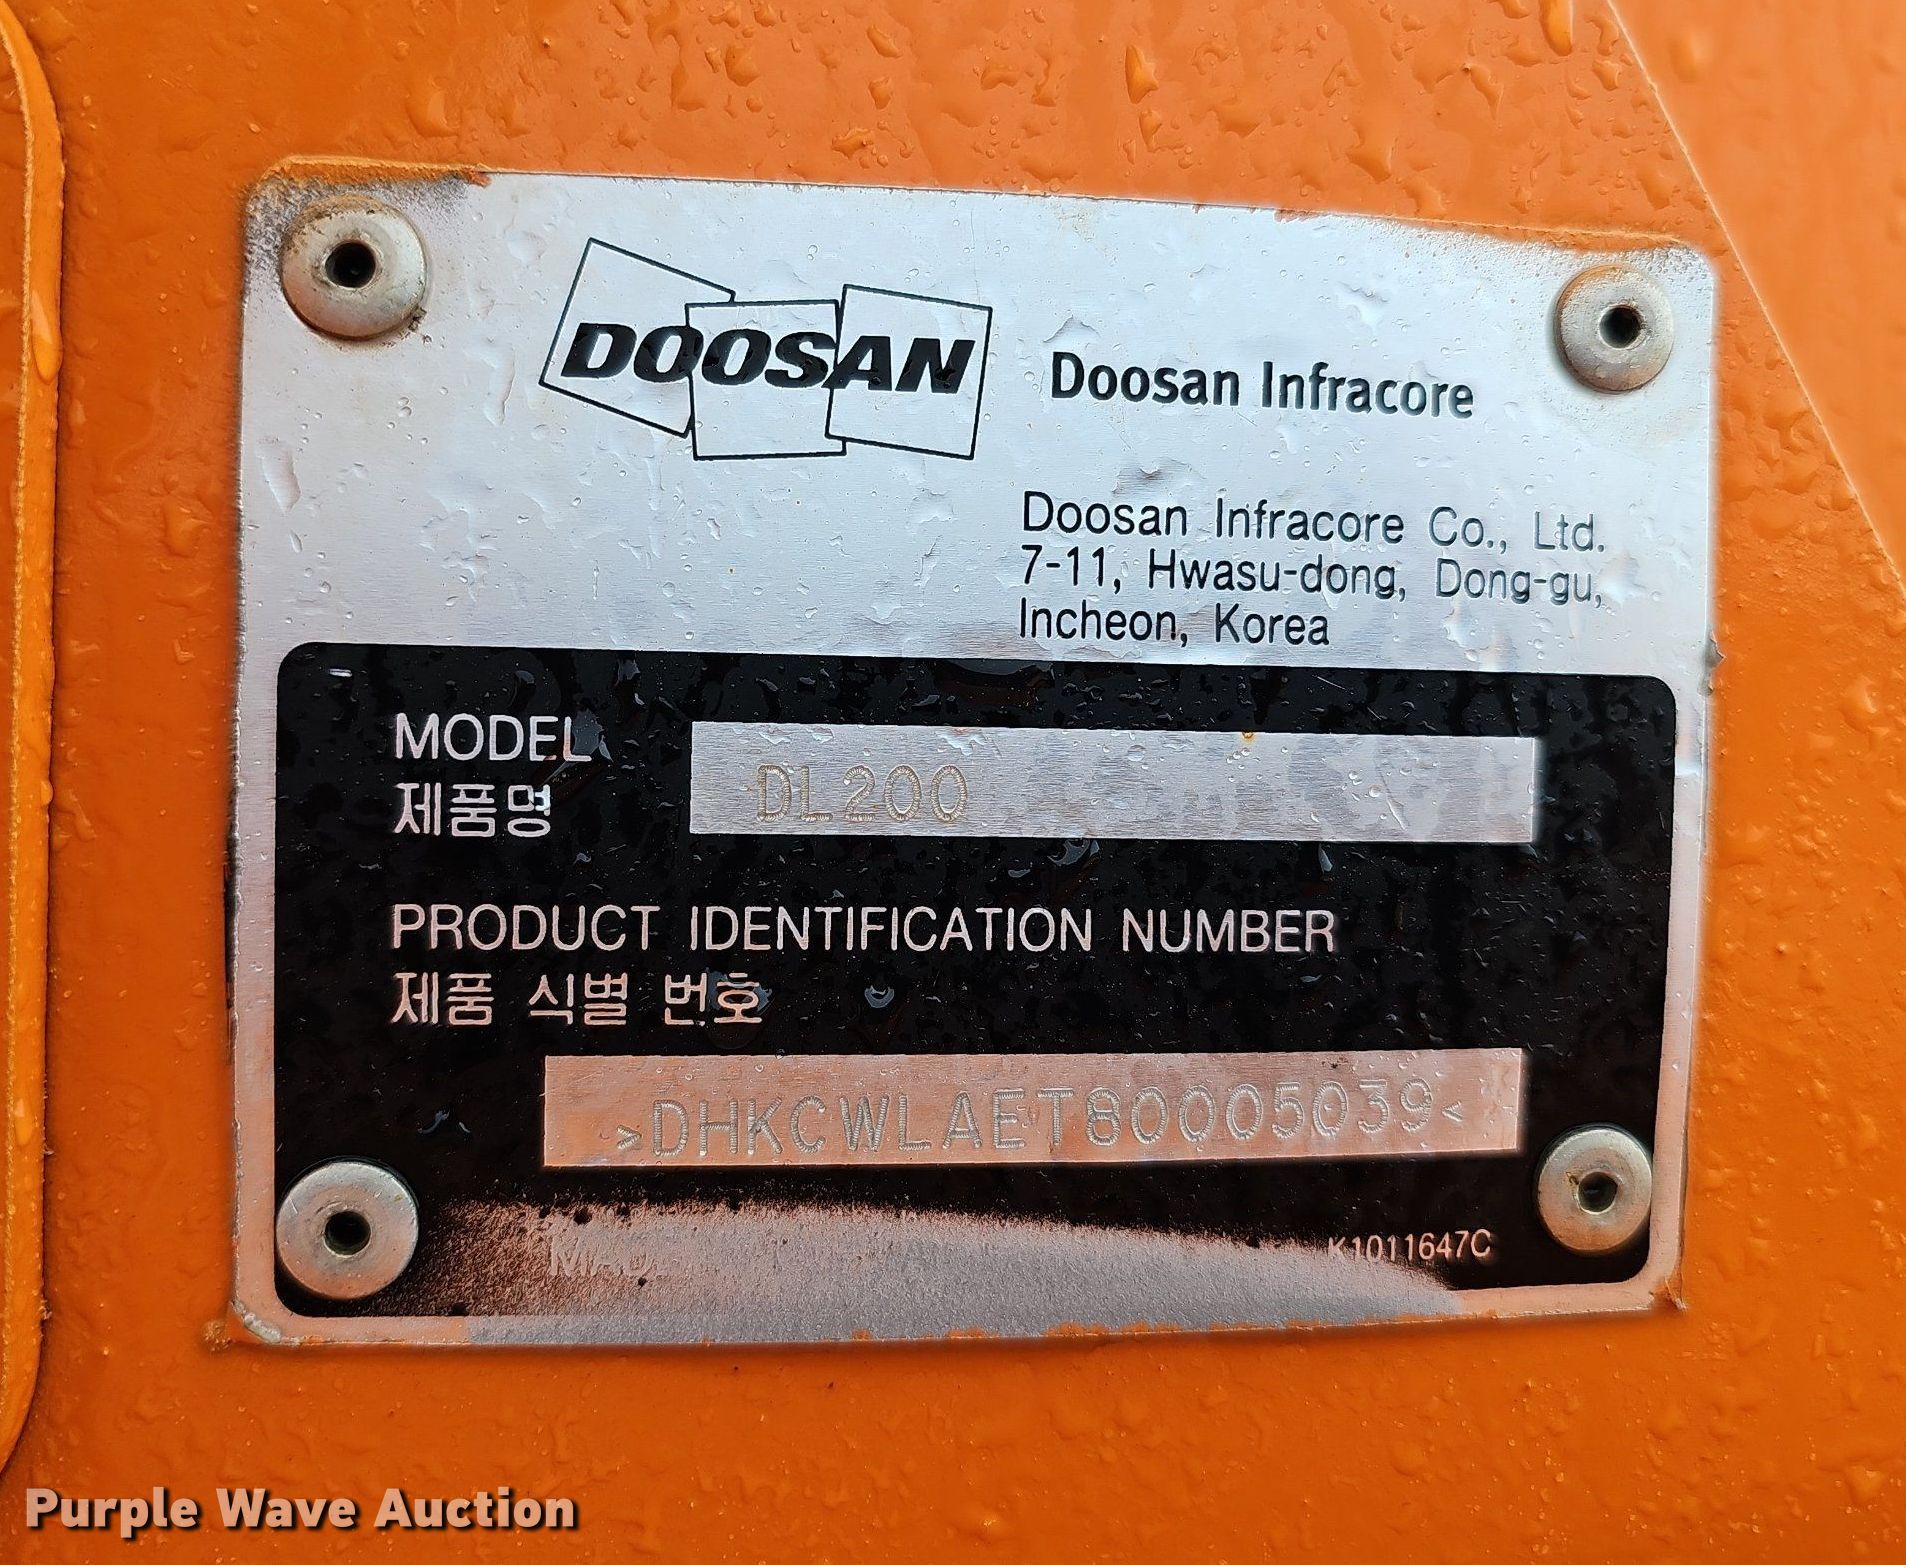 DOOSAN Doosan Infracore
Doosan Infracore Co., Ltd.
7-11, Hwasu-dong, Dong-gu,
Incheon, Korea
MODEL
제품명
DL200
PRODUCT IDENTIFICATION NUMBER
제품 식별 번호
>DHKCWLAET80005039<
K1011647C
Purple Wave Auction